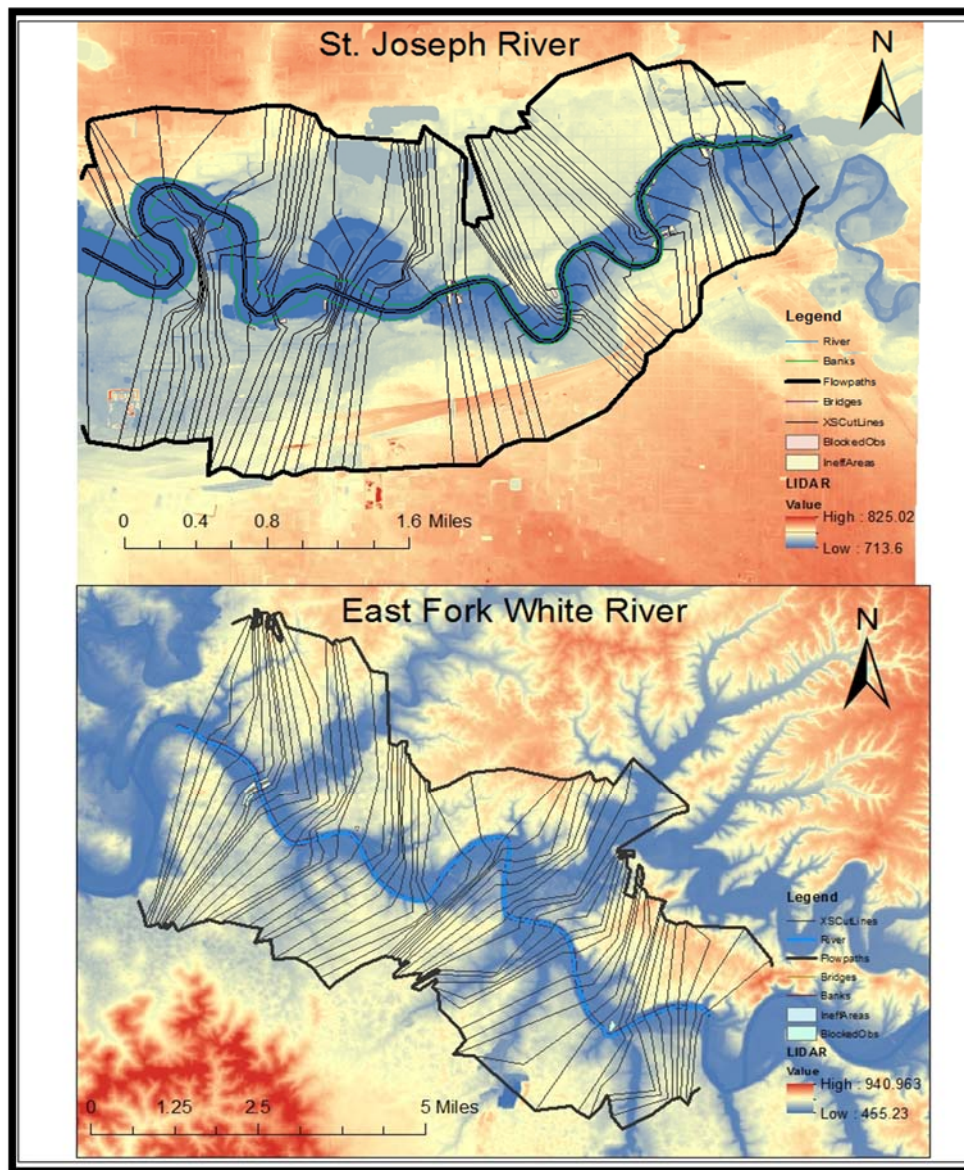 St. Joseph River
N
Legend
River
Banks
Flowpaths
Bridges
XSCutLines
BlockedObs
IneffAreas
LIDAR
Value
High : 825.02
Low : 713.6
0 0.4 0.8 1.6 Miles
East Fork White River
N
Legend
XSCutLines
River
Flowpaths
Bridges
Banks
IneffAreas
BlockedObs
LIDAR
Value
High : 940.963
Low : 455.23
0 1.25 2.5 5 Miles